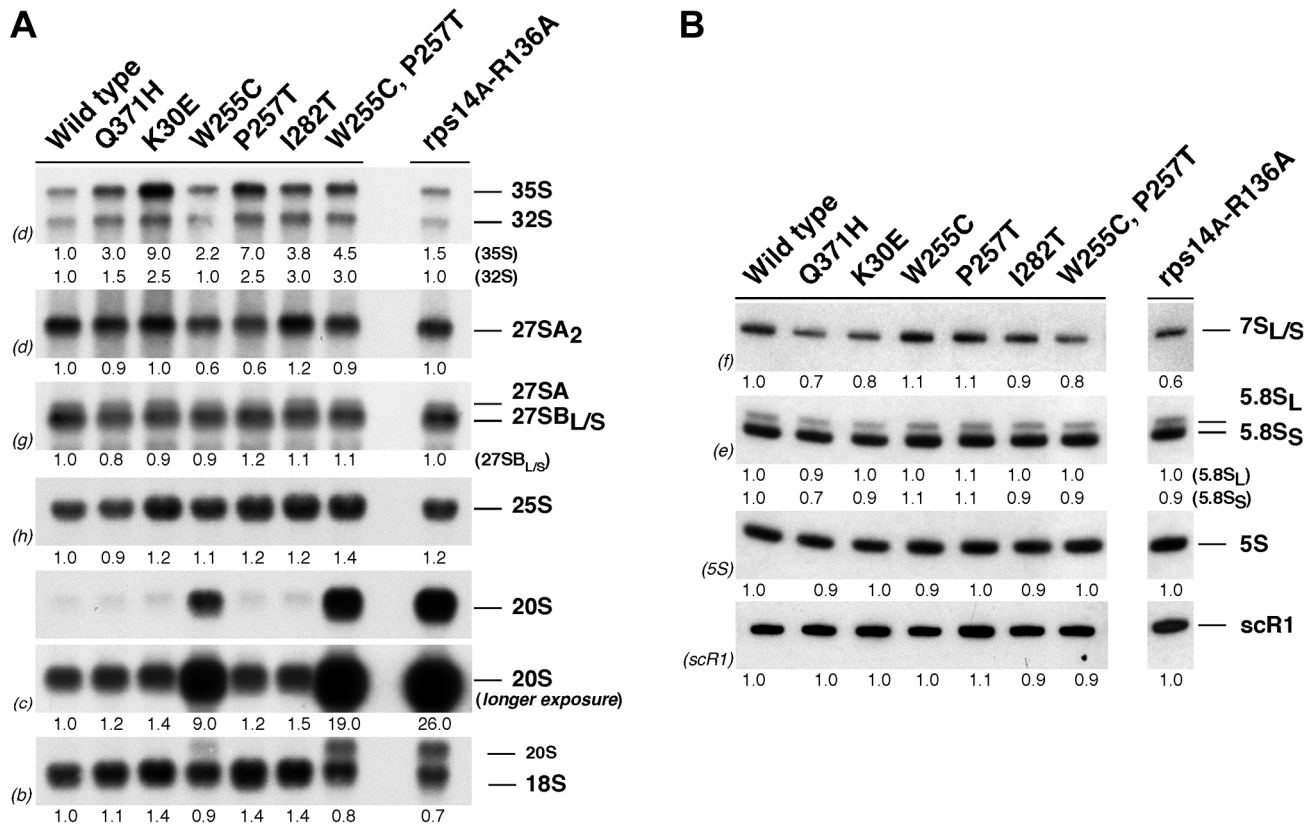 A
Wild type
Q371H
K30E
W255C
P257T
I282T
W255C, P257T
rps14A-R136A
35S
32S
(d)
1.0 3.0 9.0 2.2 7.0 3.8 4.5 1.5 (35S)
1.0 1.5 2.5 1.0 2.5 3.0 3.0 1.0 (32S)
27SA2
(d)
1.0 0.9 1.0 0.6 0.6 1.2 0.9 1.0
27SA
27SBL/S
(g)
1.0 0.8 0.9 0.9 1.2 1.1 1.1 1.0 (27SBL/S)
25S
(h)
1.0 0.9 1.2 1.1 1.2 1.2 1.4 1.2
20S
20S
(longer exposure)
(c)
1.0 1.2 1.4 9.0 1.2 1.5 19.0 26.0
20S
18S
(b)
1.0 1.1 1.4 0.9 1.4 1.4 0.8 0.7
B
Wild type
Q371H
K30E
W255C
P257T
I282T
W255C, P257T
rps14A-R136A
7SL/S
(f)
1.0 0.7 0.8 1.1 1.1 0.9 0.8 0.6
5.8SL
5.8SS
(e)
1.0 0.9 1.0 1.0 1.1 1.0 1.0 1.0 (5.8SL)
1.0 0.7 0.9 1.1 1.1 0.9 0.9 0.9 (5.8SS)
5S
(5S)
1.0 0.9 1.0 0.9 1.0 0.9 1.0 1.0
scR1
(scR1)
1.0 1.0 1.0 1.0 1.1 0.9 0.9 1.0